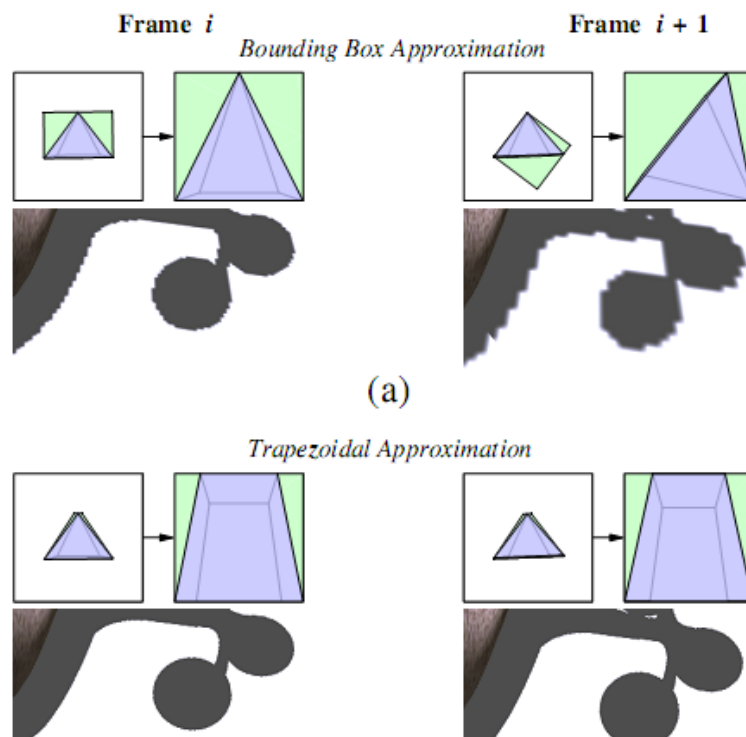 Frame i
Frame i + 1
Bounding Box Approximation
(a)
Trapezoidal Approximation